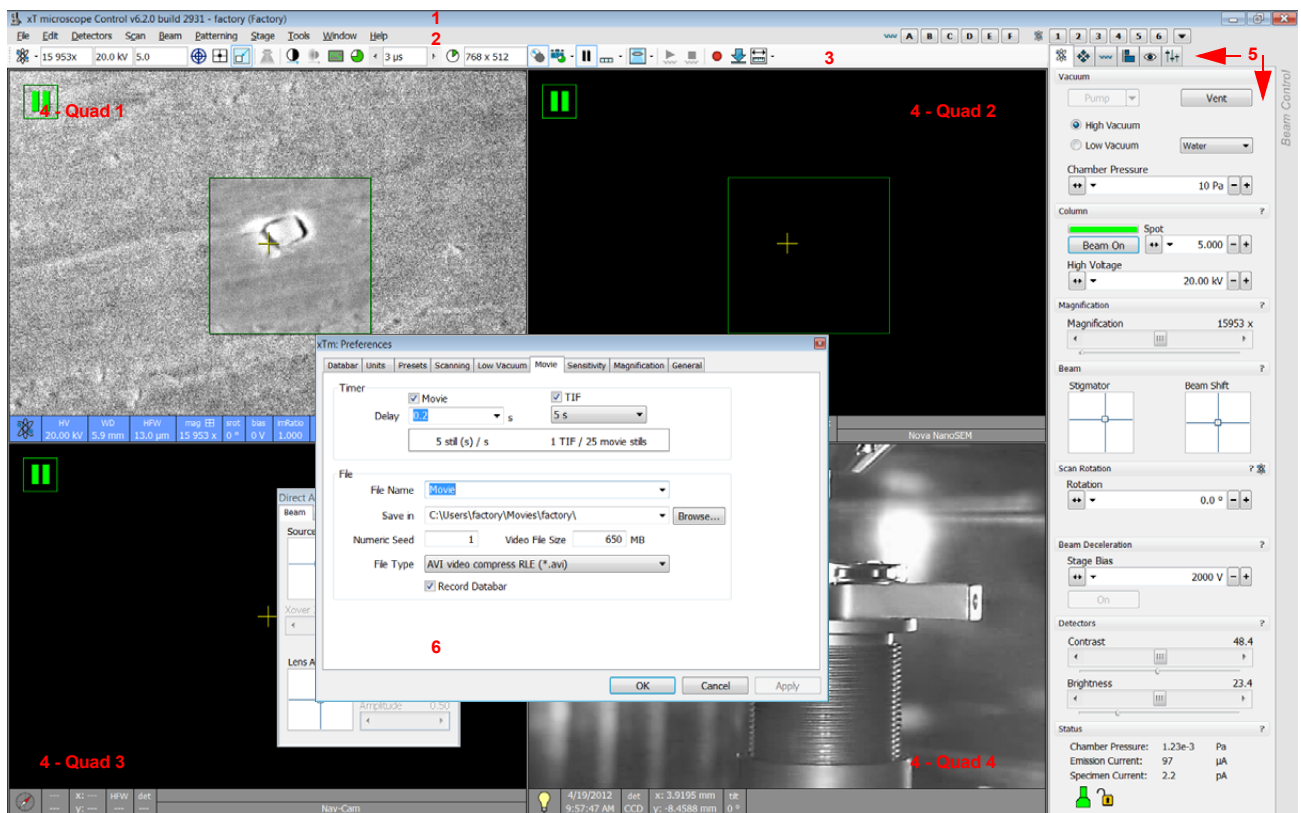 xT microscope Control v6.2.0 build 2931 - factory (Factory)
1
File Edit Detectors Scan Beam Patterning Stage Tools Window Help
2
A B C D E F
1 2 3 4 5 6
15 953x 20.0 kV 5.0
3 µs
768 x 512
3
5
Beam Control
4 - Quad 1
4 - Quad 2
Vacuum
Pump
Vent
High Vacuum
Low Vacuum
Water
Chamber Pressure
10 Pa
Column ?
Spot
Beam On
5.000
High Voltage
20.00 kV
Magnification ?
Magnification 15953 x
Beam ?
Stigmator Beam Shift
Scan Rotation ?
Rotation
0.0 °
Beam Deceleration ?
Stage Bias
2000 V
On
Detectors ?
Contrast 48.4
Brightness 23.4
Status ?
Chamber Pressure: 1.23e-3 Pa
Emission Current: 97 µA
Specimen Current: 2.2 pA
HV WD HFW mag srot bias imRatio
20.00 kV 5.9 mm 13.0 µm 15 953 x 0 ° 0 V 1.000
Nova NanoSEM
xTm: Preferences
Databar Units Presets Scanning Low Vacuum Movie Sensitivity Magnification General
Timer
Movie
TIF
Delay 0.2 s
5 s
5 stil (s) / s 1 TIF / 25 movie stills
File
File Name Movie
Save in C:\Users\factory\Movies\factory\ Browse...
Numeric Seed 1 Video File Size 650 MB
File Type AVI video compress RLE (*.avi)
Record Databar
6
OK Cancel Apply
Direct A
Beam
Source
Xover
Lens A
Amplitude 0.50
4 - Quad 3
4 - Quad 4
--- x: --- HFW det
--- y: --- --- ---
Nav-Cam
4/19/2012 det x: 3.9195 mm tilt
9:57:47 AM CCD y: -8.4588 mm 0 °